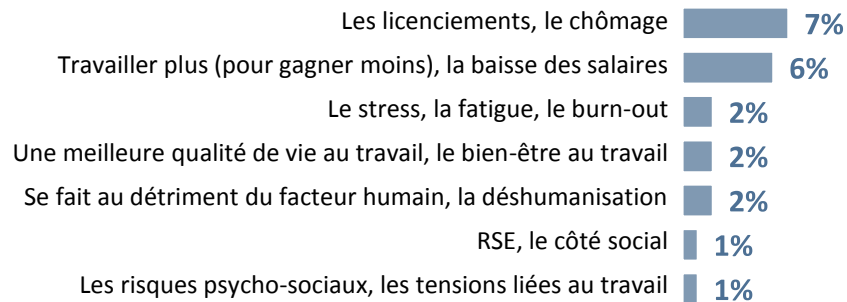 Les licenciements, le chômage 7%
Travailler plus (pour gagner moins), la baisse des salaires 6%
Le stress, la fatigue, le burn-out 2%
Une meilleure qualité de vie au travail, le bien-être au travail 2%
Se fait au détriment du facteur humain, la déshumanisation 2%
RSE, le côté social 1%
Les risques psycho-sociaux, les tensions liées au travail 1%